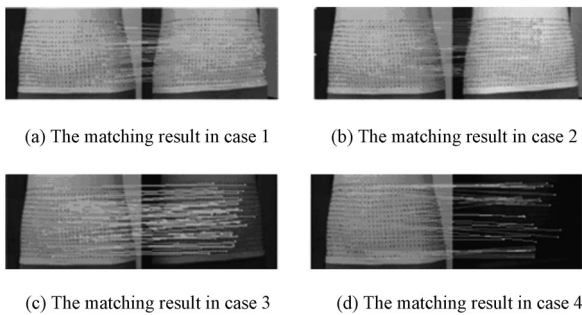 (a) The matching result in case 1
(b) The matching result in case 2
(c) The matching result in case 3
(d) The matching result in case 4